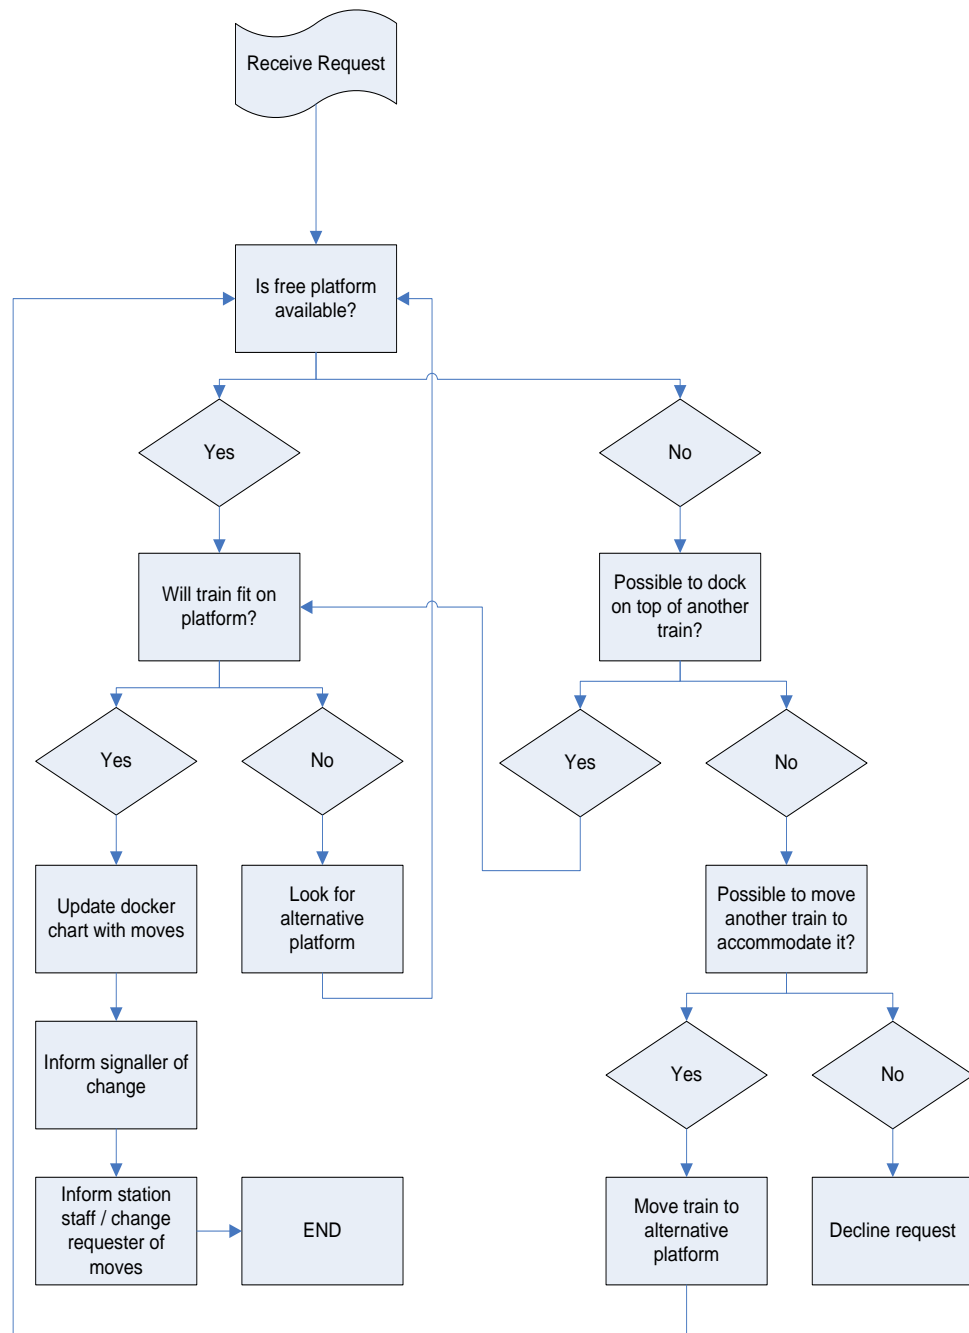 Receive Request
Is free platform
available?
Yes
No
Will train fit on
platform?
Possible to dock
on top of another
train?
Yes
No
Yes
No
Update docker
chart with moves
Look for
alternative
platform
Possible to move
another train to
accommodate it?
Inform signaller of
change
Yes
No
Inform station
staff / change
requester of
moves
END
Move train to
alternative
platform
Decline request